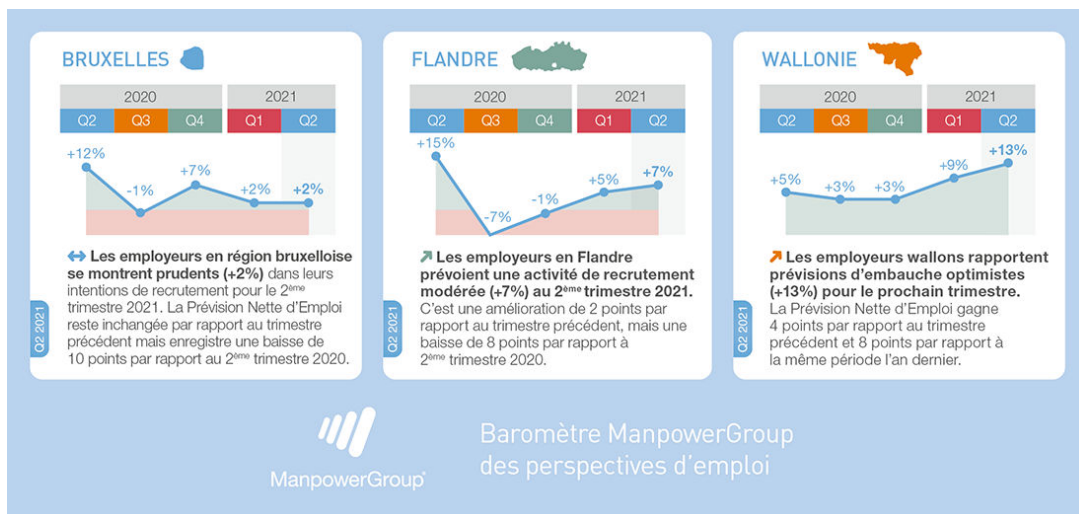 BRUXELLES
2020 2021
Q2 Q3 Q4 Q1 Q2
+12% -1% +7% +2% +2%
Les employeurs en région bruxelloise
se montrent prudents (+2%) dans leurs
intentions de recrutement pour le 2ème
trimestre 2021. La Prévision Nette d'Emploi
reste inchangée par rapport au trimestre
précédent mais enregistre une baisse de
10 points par rapport au 2ème trimestre 2020.
Q2 2021
FLANDRE
2020 2021
Q2 Q3 Q4 Q1 Q2
+15% -7% -1% +5% +7%
Les employeurs en Flandre
prévoient une activité de recrutement
modérée (+7%) au 2ème trimestre 2021.
C'est une amélioration de 2 points par
rapport au trimestre précédent, mais une
baisse de 8 points par rapport à
2ème trimestre 2020.
Q2 2021
WALLONIE
2020 2021
Q2 Q3 Q4 Q1 Q2
+5% +3% +3% +9% +13%
Les employeurs wallons rapportent
prévisions d'embauche optimistes
(+13%) pour le prochain trimestre.
La Prévision Nette d'Emploi gagne
4 points par rapport au trimestre
précédent et 8 points par rapport à
la même période l'an dernier.
Q2 2021
ManpowerGroup
Baromètre ManpowerGroup
des perspectives d'emploi